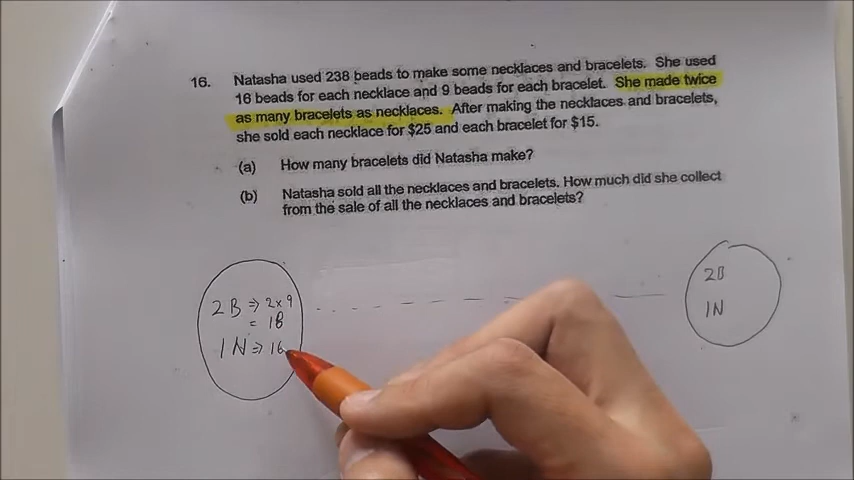 16. Natasha used 238 beads to make some necklaces and bracelets. She used
16 beads for each necklace and 9 beads for each bracelet. She made twice
as many bracelets as necklaces. After making the necklaces and bracelets,
she sold each necklace for $25 and each bracelet for $15.
(a) How many bracelets did Natasha make?
(b) Natasha sold all the necklaces and bracelets. How much did she collect
from the sale of all the necklaces and bracelets?
2B ⇒ 2×9
= 18
1N ⇒ 16
2B
1N